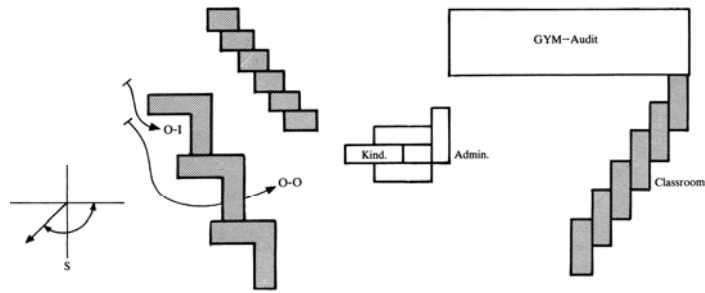 GYM—Audit
O-I
Kind.
Admin.
O-O
Classroom
S